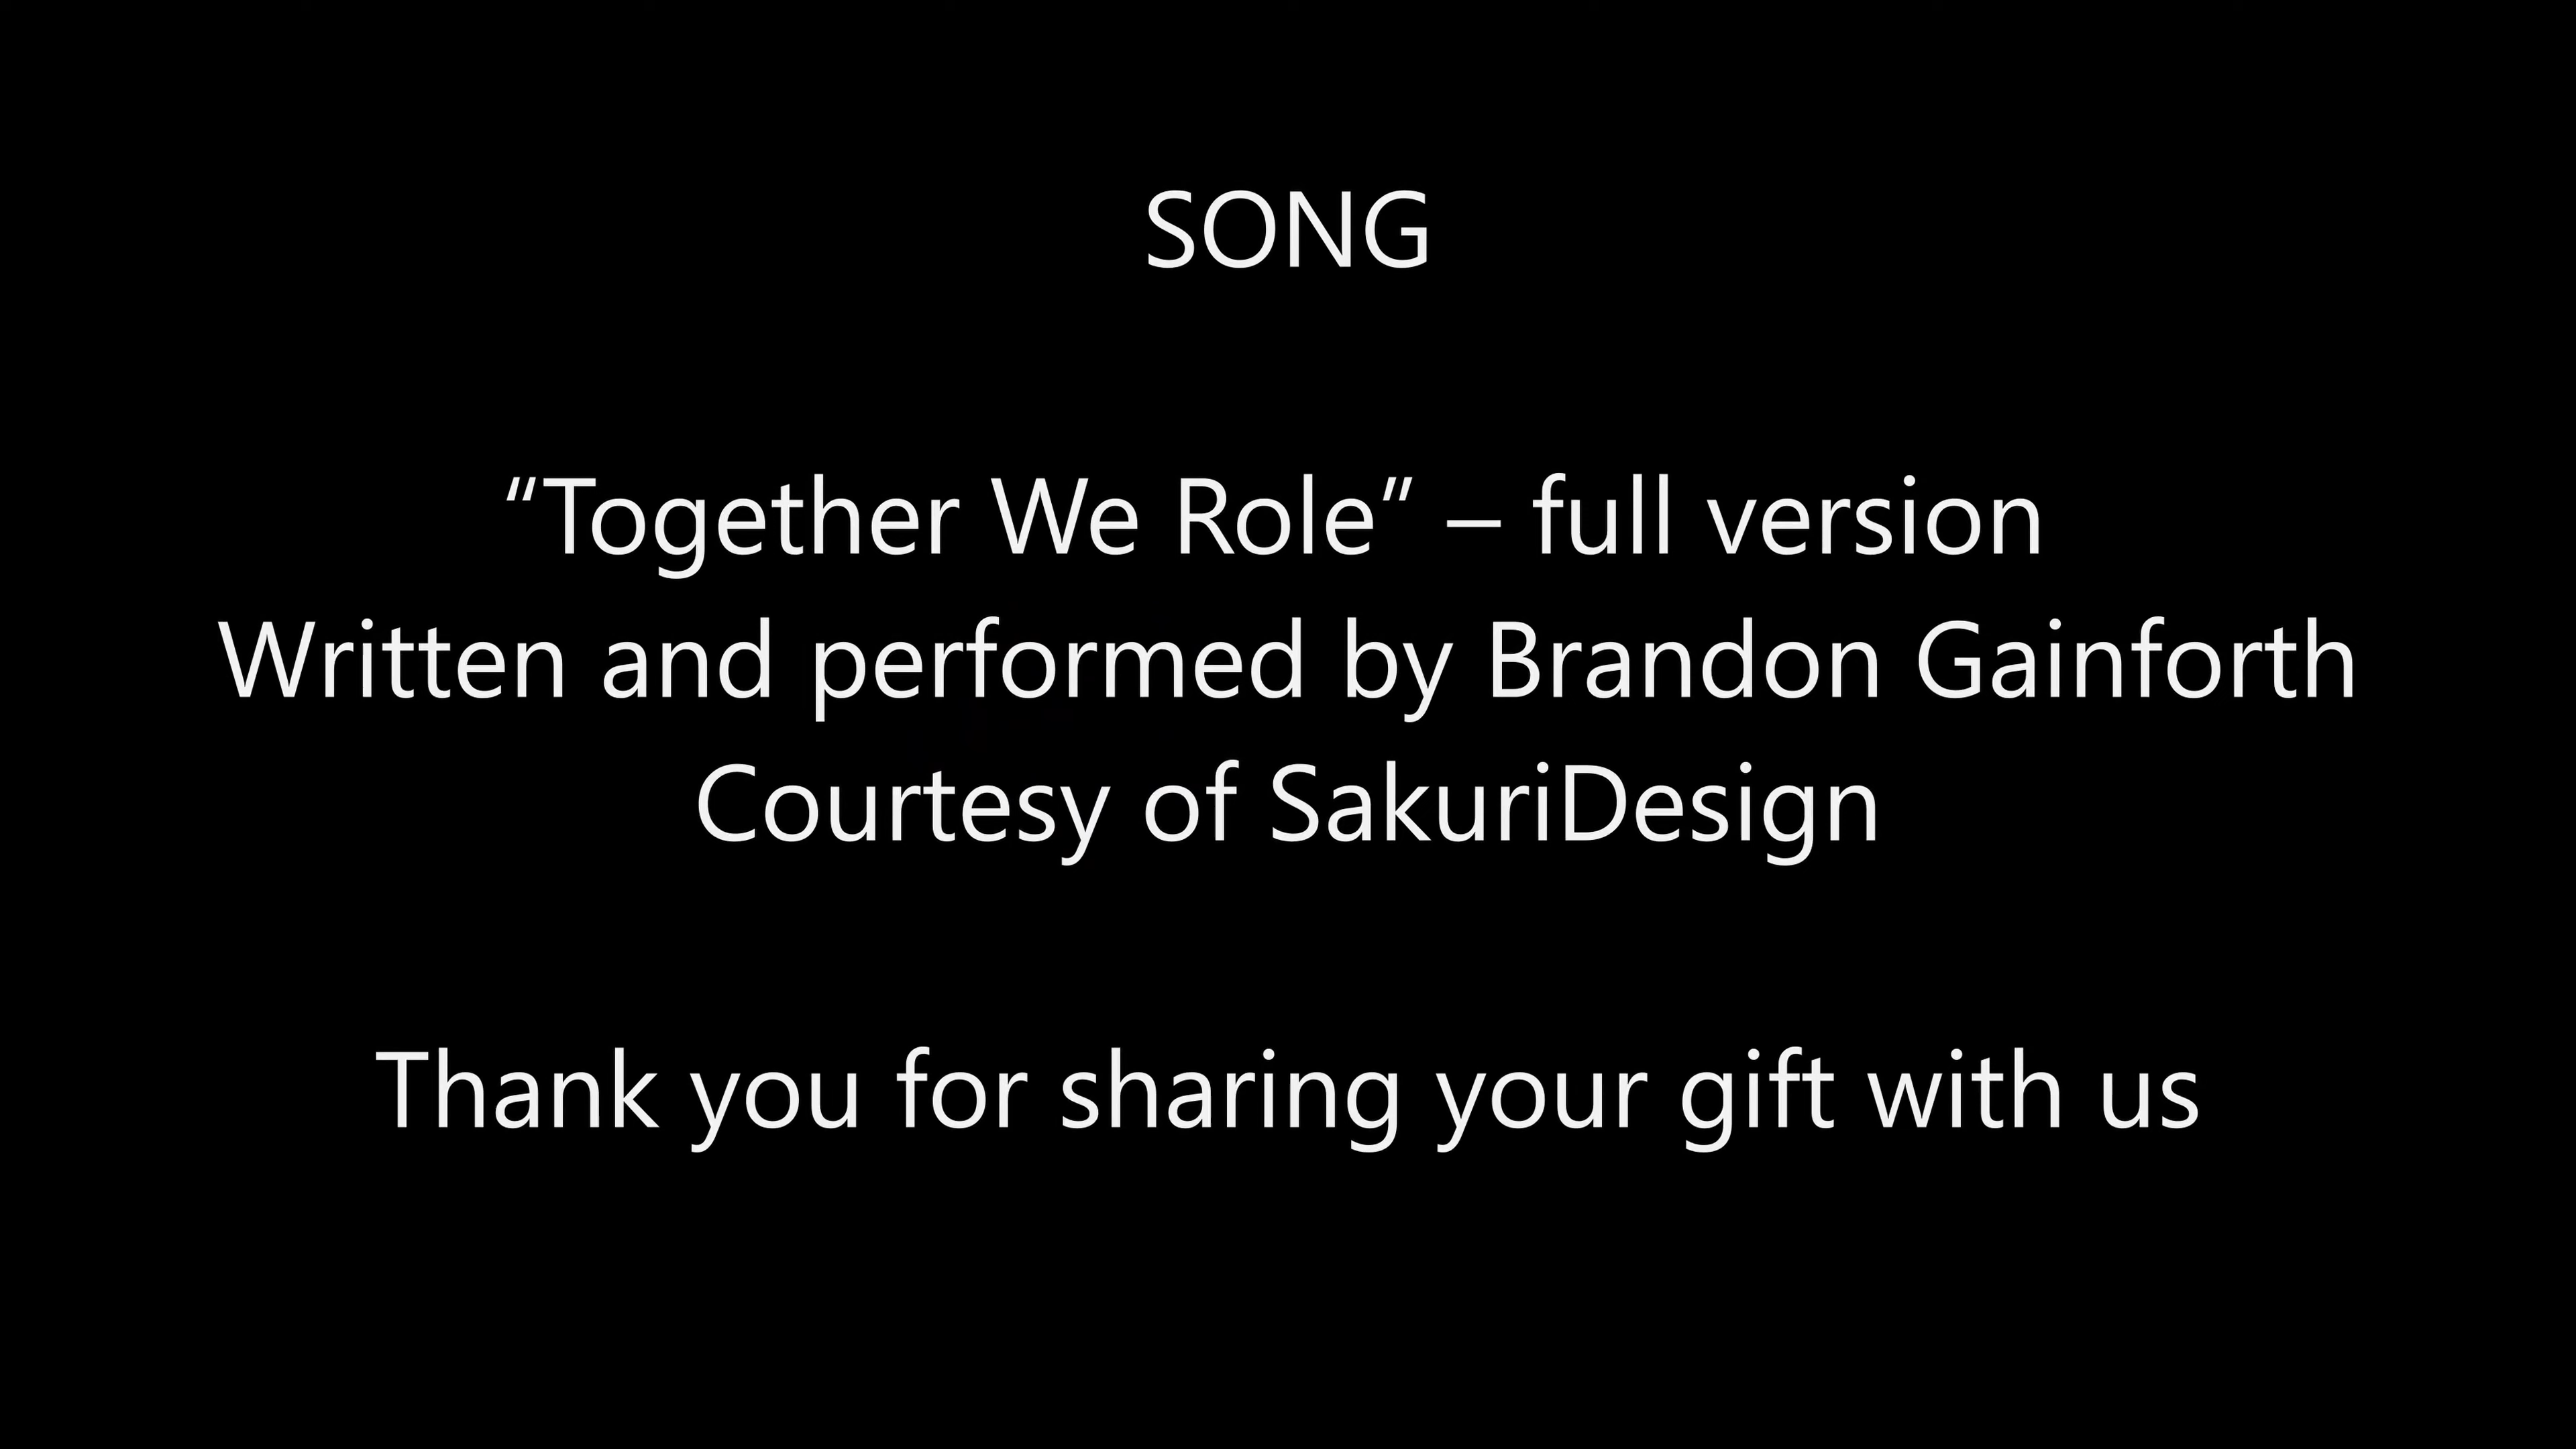 SONG
“Together We Role” – full version
Written and performed by Brandon Gainforth
Courtesy of SakuriDesign
Thank you for sharing your gift with us